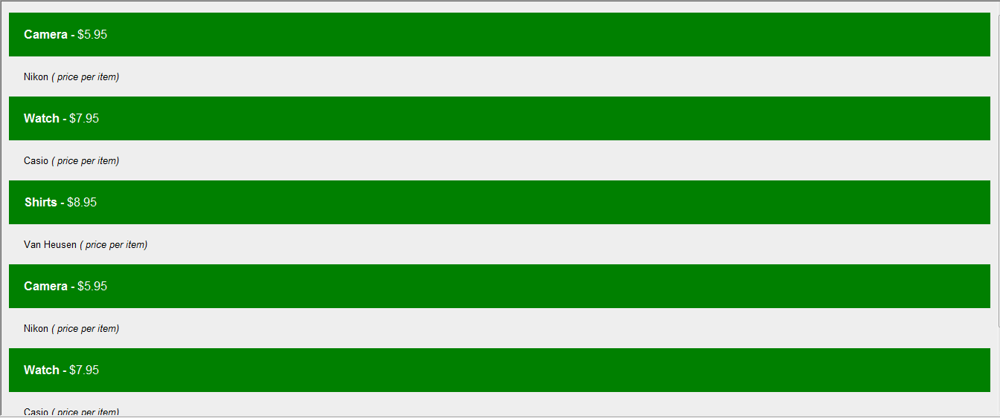 Camera - $5.95
Nikon ( price per item)
Watch - $7.95
Casio ( price per item)
Shirts - $8.95
Van Heusen ( price per item)
Camera - $5.95
Nikon ( price per item)
Watch - $7.95
Casio ( price per item)